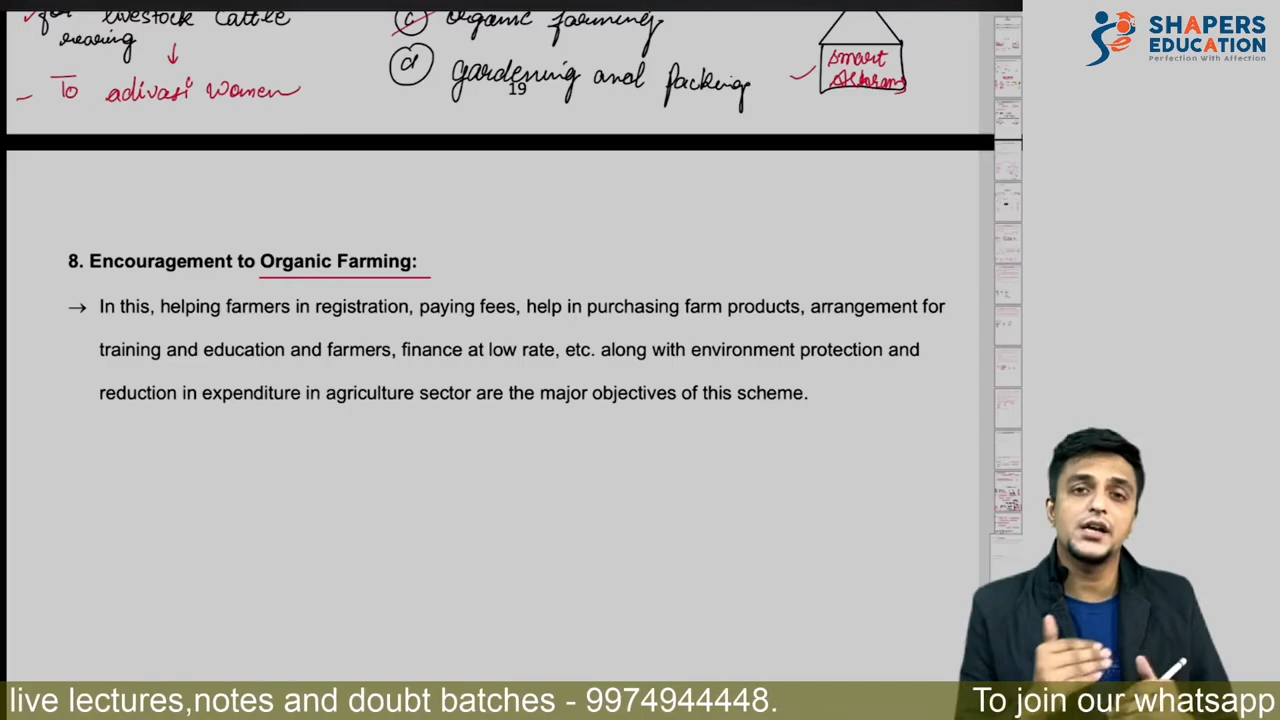 for livestock cattle
rearing
To adivasi women
(c) organic farming
(d) gardening and packing
19
smart
SHAPERS
EDUCATION
Perfection With Affection
8. Encouragement to Organic Farming:
→ In this, helping farmers in registration, paying fees, help in purchasing farm products, arrangement for
training and education and farmers, finance at low rate, etc. along with environment protection and
reduction in expenditure in agriculture sector are the major objectives of this scheme.
live lectures,notes and doubt batches - 9974944448. To join our whatsapp